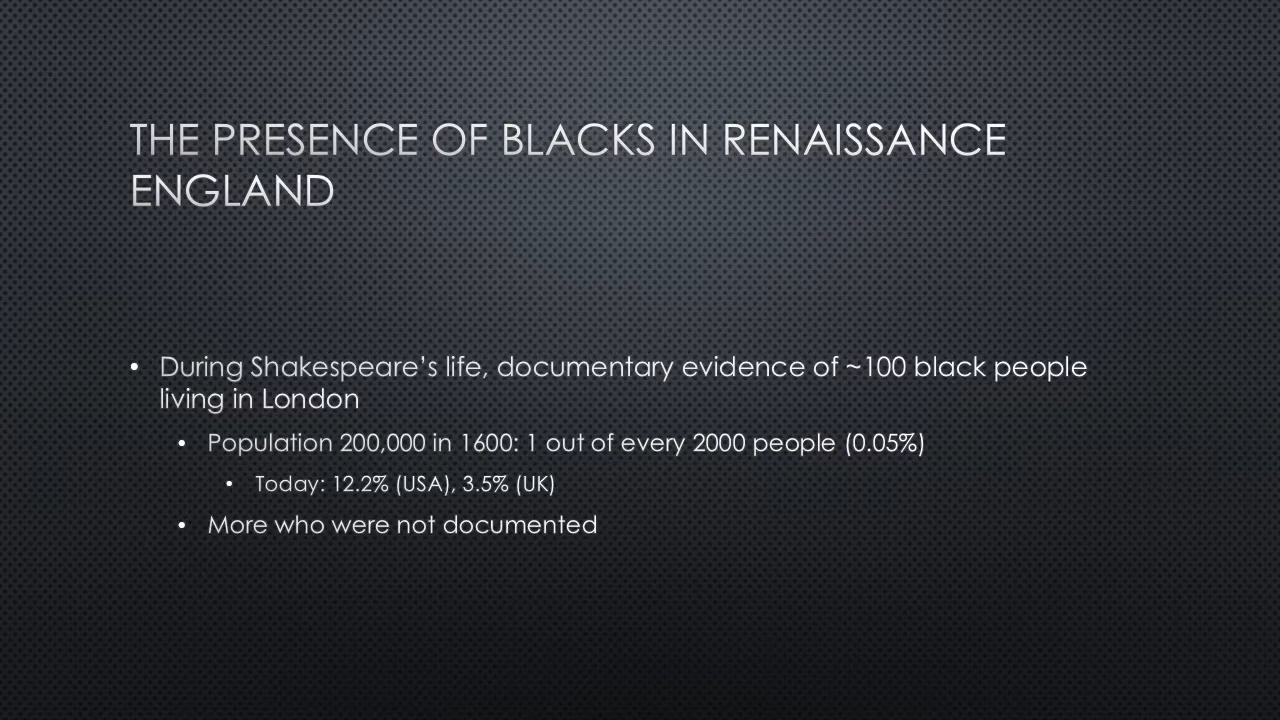 THE PRESENCE OF BLACKS IN RENAISSANCE
ENGLAND
• During Shakespeare’s life, documentary evidence of ~100 black people
living in London
• Population 200,000 in 1600: 1 out of every 2000 people (0.05%)
• Today: 12.2% (USA), 3.5% (UK)
• More who were not documented